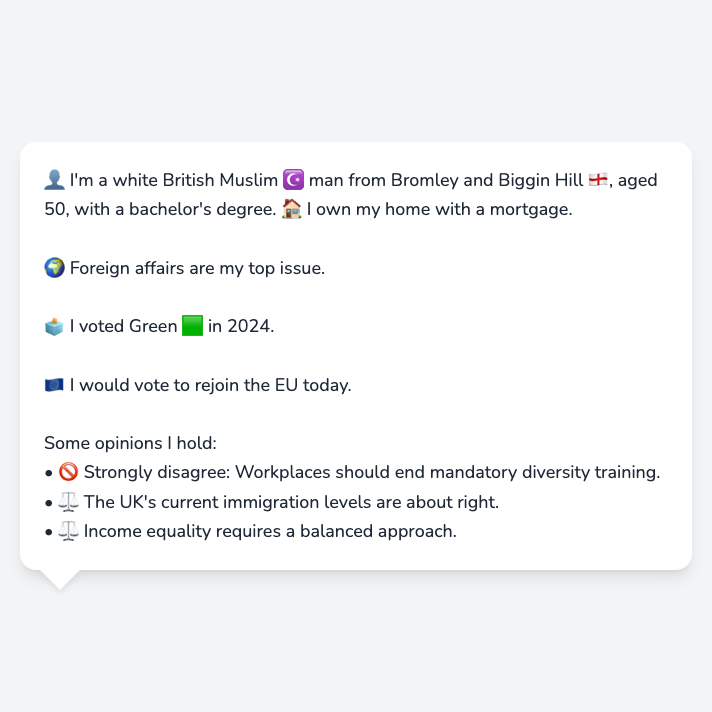 👤 I'm a white British Muslim ☪️ man from Bromley and Biggin Hill 🏴󠁧󠁢󠁥󠁮󠁧󠁿, aged
50, with a bachelor's degree. 🏠 I own my home with a mortgage.
🌍 Foreign affairs are my top issue.
🗳️ I voted Green 🟩 in 2024.
🇪🇺 I would vote to rejoin the EU today.
Some opinions I hold:
• 🚫 Strongly disagree: Workplaces should end mandatory diversity training.
• ⚖️ The UK's current immigration levels are about right.
• ⚖️ Income equality requires a balanced approach.